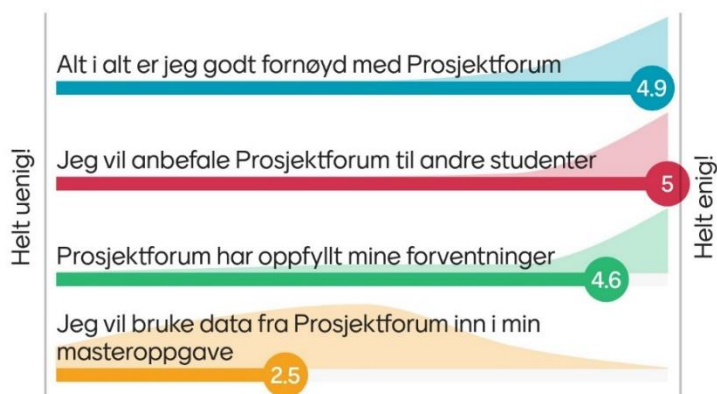 Alt i alt er jeg godt fornøyd med Prosjektforum
4.9
Jeg vil anbefale Prosjektforum til andre studenter
5
Helt uenig!
Helt enig!
Prosjektforum har oppfylt mine forventninger
4.6
Jeg vil bruke data fra Prosjektforum inn i min
masteroppgave
2.5